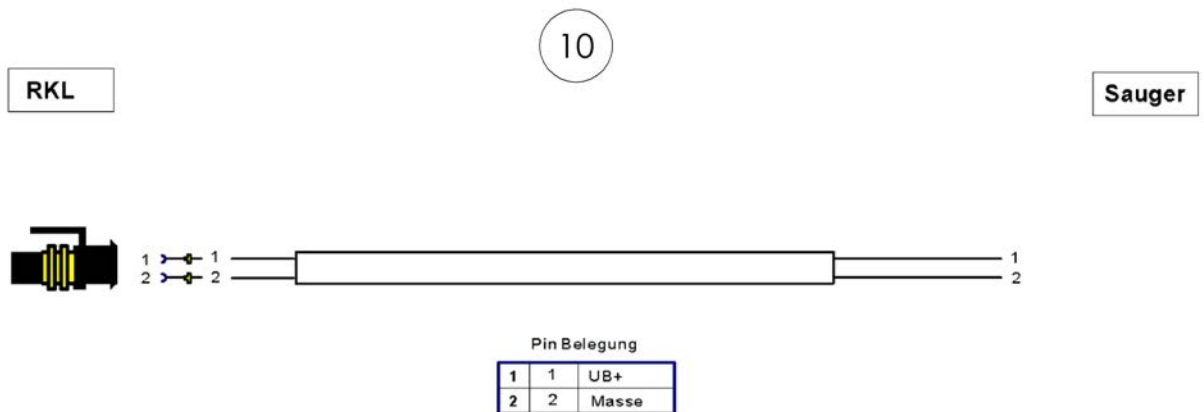 10
RKL
Sauger
1 1 1
2 2 2
Pin Belegung
1 1 UB+
2 2 Masse